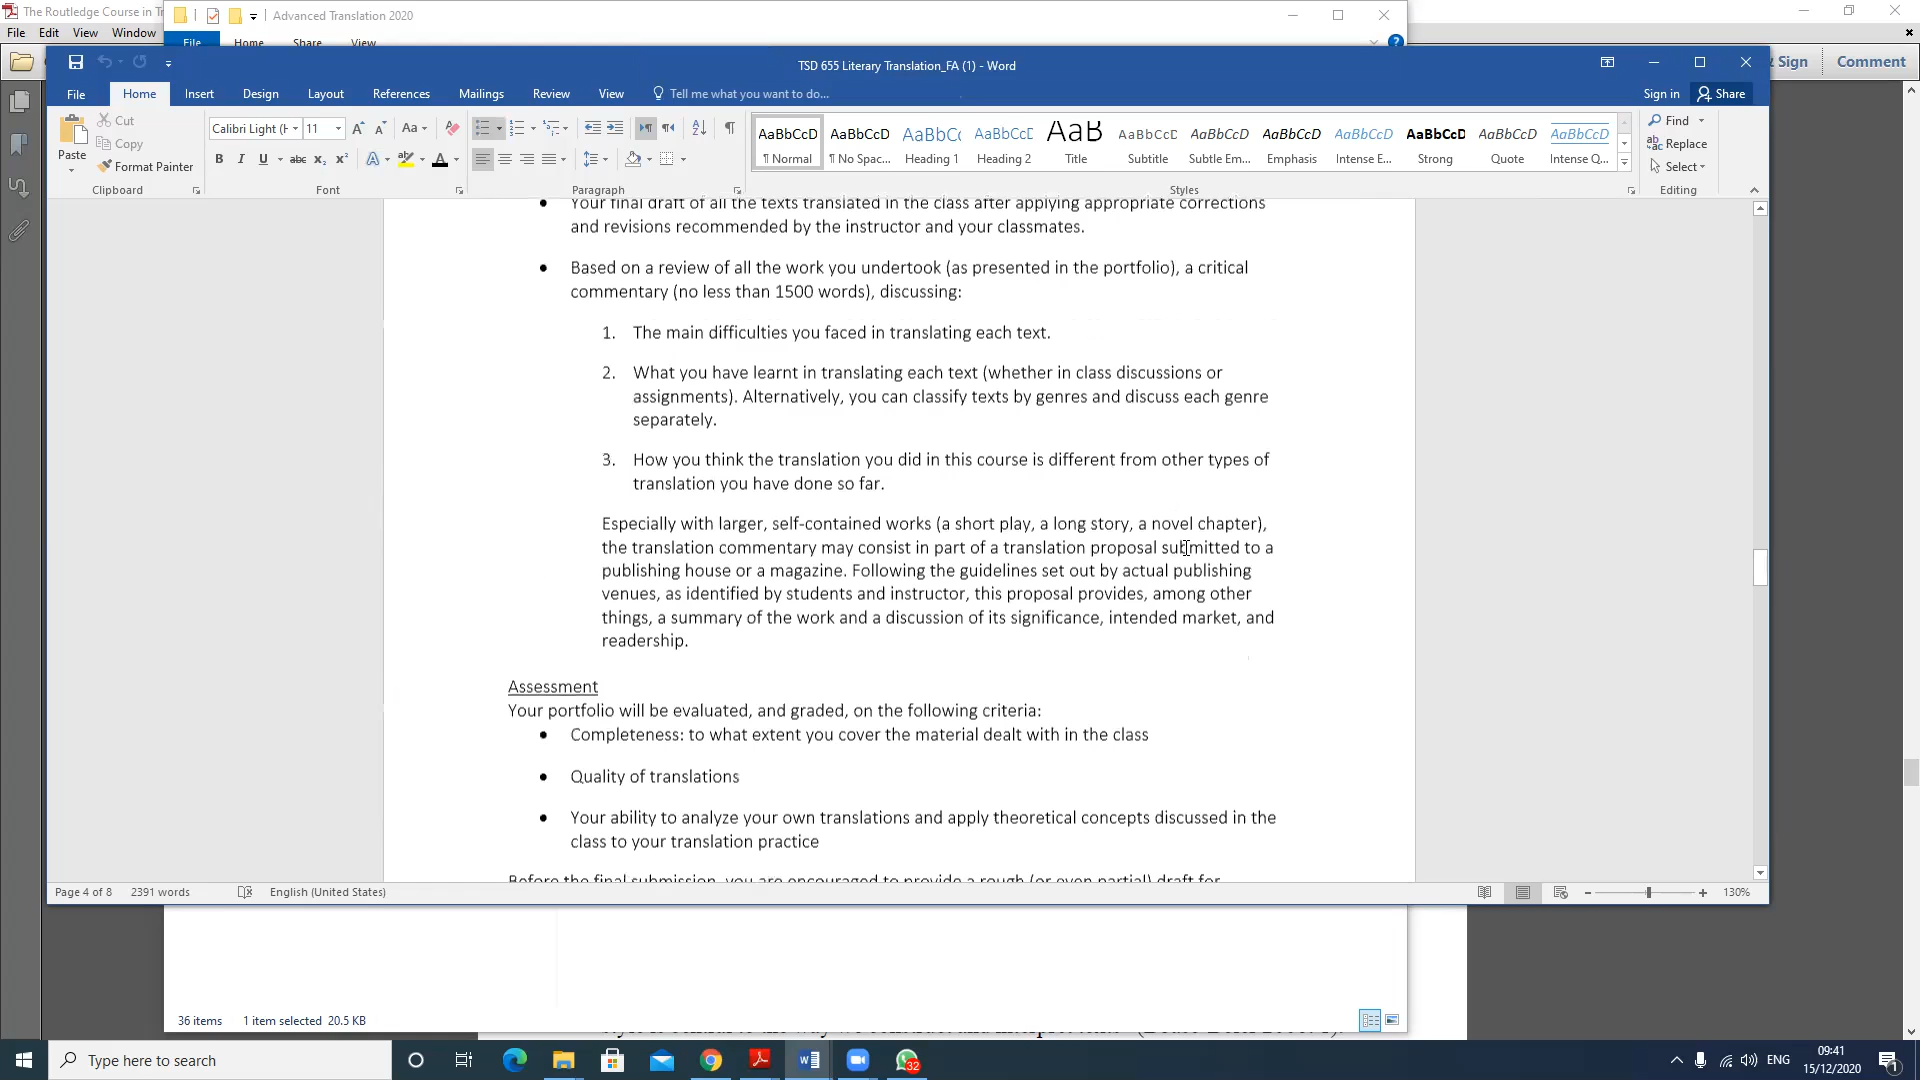 The Routledge Course in Tr
Advanced Translation 2020
File Edit View Window
File Home Share View
TSD 655 Literary Translation_FA (1) - Word
Sign Comment
File Home Insert Design Layout References Mailings Review View Tell me what you want to do... Sign in Share
Paste Cut Copy Format Painter
Clipboard
Calibri Light (H 11
Font
Paragraph
AaBbCcD AaBbCcD AaBbC AaBbCcD AaB AaBbCcD AaBbCcD AaBbCcD AaBbCcD AaBbCcD AaBbCcD AaBbCcD
¶ Normal ¶ No Spac... Heading 1 Heading 2 Title Subtitle Subtle Em... Emphasis Intense E... Strong Quote Intense Q...
Styles
Find
Replace
Select
Editing
• Your final draft of all the texts translated in the class after applying appropriate corrections
and revisions recommended by the instructor and your classmates.
• Based on a review of all the work you undertook (as presented in the portfolio), a critical
commentary (no less than 1500 words), discussing:
1. The main difficulties you faced in translating each text.
2. What you have learnt in translating each text (whether in class discussions or
assignments). Alternatively, you can classify texts by genres and discuss each genre
separately.
3. How you think the translation you did in this course is different from other types of
translation you have done so far.
Especially with larger, self-contained works (a short play, a long story, a novel chapter),
the translation commentary may consist in part of a translation proposal submitted to a
publishing house or a magazine. Following the guidelines set out by actual publishing
venues, as identified by students and instructor, this proposal provides, among other
things, a summary of the work and a discussion of its significance, intended market, and
readership.
Assessment
Your portfolio will be evaluated, and graded, on the following criteria:
• Completeness: to what extent you cover the material dealt with in the class
• Quality of translations
• Your ability to analyze your own translations and apply theoretical concepts discussed in the
class to your translation practice
Before the final submission, you are encouraged to provide a rough (or even partial) draft for
Page 4 of 8 2391 words English (United States) 130%
36 items 1 item selected 20.5 KB
Type here to search
32
ENG
09:41
15/12/2020
1